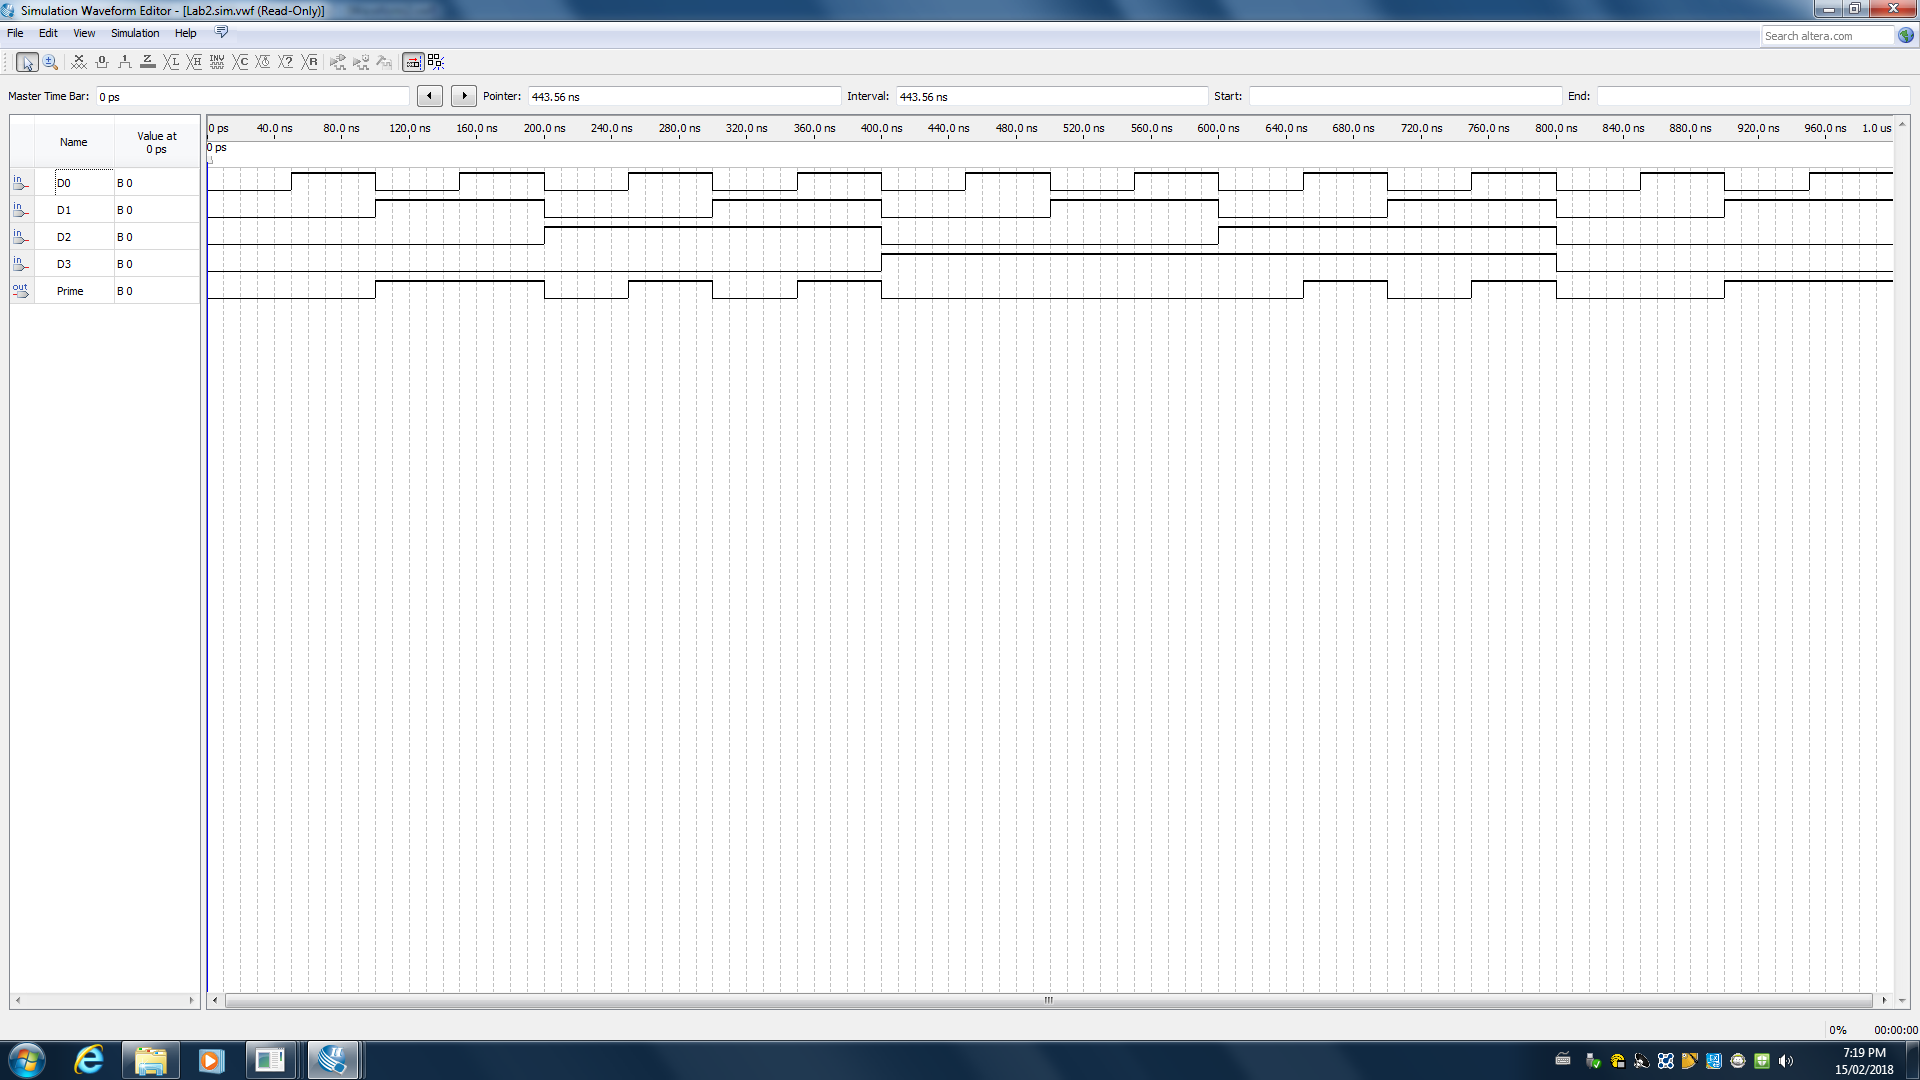 Simulation Waveform Editor - [Lab2.sim.vwf (Read-Only)]
File Edit View Simulation Help
Search altera.com
Master Time Bar: 0 ps Pointer: 443.56 ns Interval: 443.56 ns Start: End:
Name Value at 0 ps
0 ps 40.0 ns 80.0 ns 120.0 ns 160.0 ns 200.0 ns 240.0 ns 280.0 ns 320.0 ns 360.0 ns 400.0 ns 440.0 ns 480.0 ns 520.0 ns 560.0 ns 600.0 ns 640.0 ns 680.0 ns 720.0 ns 760.0 ns 800.0 ns 840.0 ns 880.0 ns 920.0 ns 960.0 ns 1.0 us
0 ps
in D0 B 0
in D1 B 0
in D2 B 0
in D3 B 0
out Prime B 0
0% 00:00:00
7:19 PM
15/02/2018